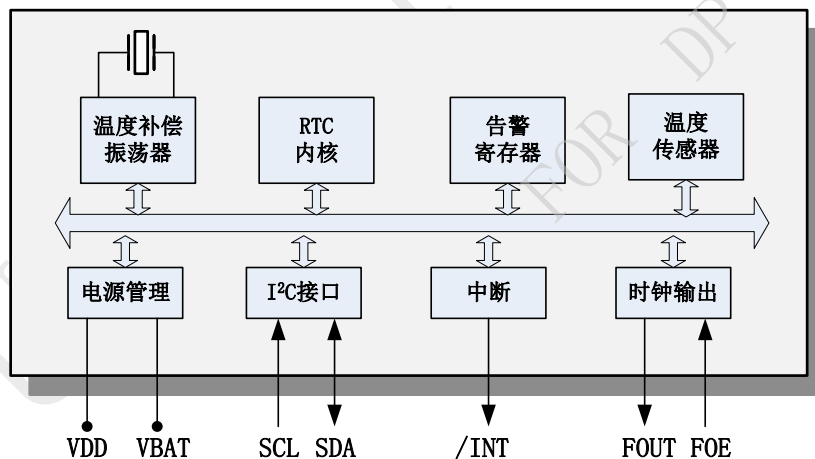 温度补偿
振荡器
RTC
内核
告警
寄存器
温度
传感器
电源管理
I²C接口
中断
时钟输出
VDD VBAT SCL SDA /INT FOUT FOE
FOR DP